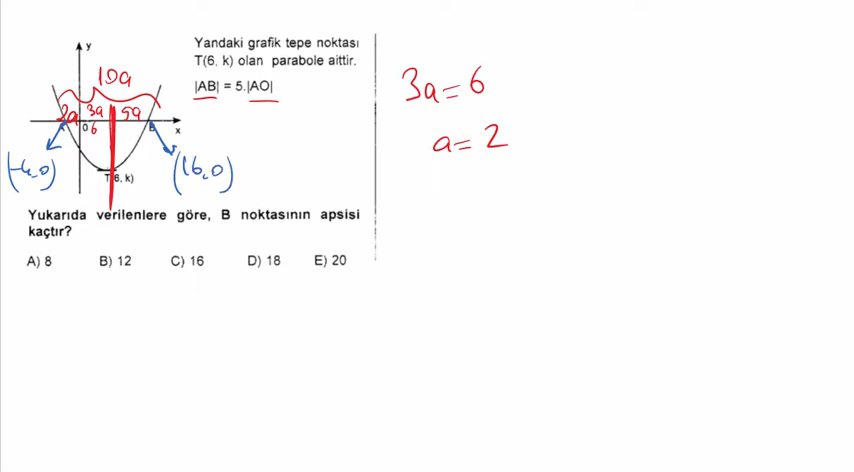 Yandaki grafik tepe noktası
T(6, k) olan parabole aittir.
|AB| = 5.|AO|
y
10a
2a 3a 5a
A O 6 B x
(-4,0)
(16,0)
T(6, k)
Yukarıda verilenlere göre, B noktasının apsisi
kaçtır?
A) 8 B) 12 C) 16 D) 18 E) 20
3a = 6
a = 2